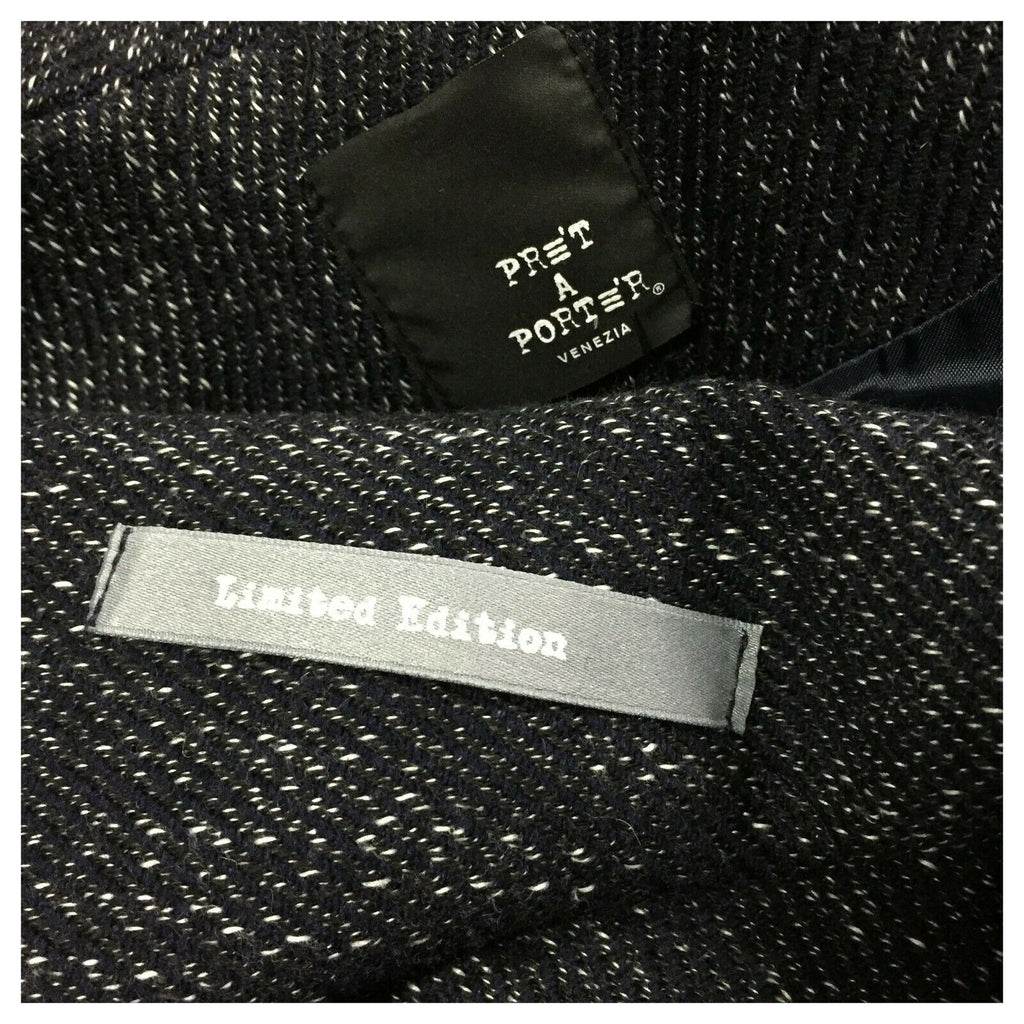 PRE'T
A
PORTE'R®
VENEZIA
Limited Edition